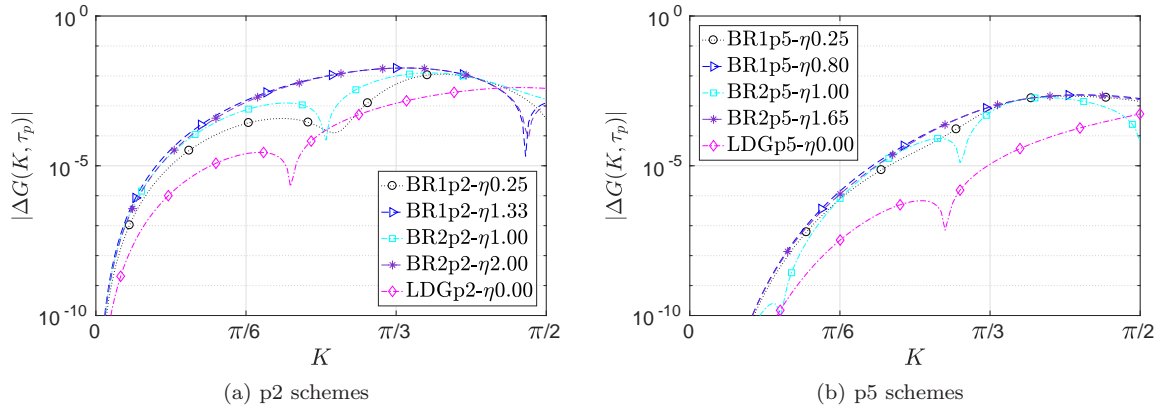 |ΔG(K, τ_p)|
10^0
10^-5
10^-10
BR1p2-η0.25
BR1p2-η1.33
BR2p2-η1.00
BR2p2-η2.00
LDGp2-η0.00
0 π/6 π/3 π/2
K
(a) p2 schemes
|ΔG(K, τ_p)|
10^0
10^-5
10^-10
BR1p5-η0.25
BR1p5-η0.80
BR2p5-η1.00
BR2p5-η1.65
LDGp5-η0.00
0 π/6 π/3 π/2
K
(b) p5 schemes